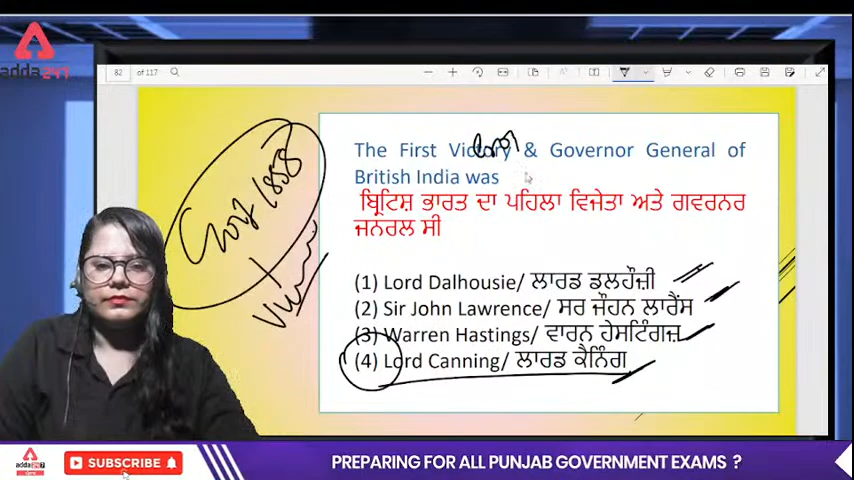 adda247
82 of 117
The First Victory & Governor General of
British India was
ਬ੍ਰਿਟਿਸ਼ ਭਾਰਤ ਦਾ ਪਹਿਲਾ ਵਿਜੇਤਾ ਅਤੇ ਗਵਰਨਰ
ਜਨਰਲ ਸੀ
1858
(1) Lord Dalhousie/ ਲਾਰਡ ਡਲਹੌਜ਼ੀ
(2) Sir John Lawrence/ ਸਰ ਜੌਹਨ ਲਾਰੈਂਸ
(3) Warren Hastings/ ਵਾਰਨ ਹੇਸਟਿੰਗਜ਼
(4) Lord Canning/ ਲਾਰਡ ਕੈਨਿੰਗ
adda247
SUBSCRIBE
PREPARING FOR ALL PUNJAB GOVERNMENT EXAMS ?